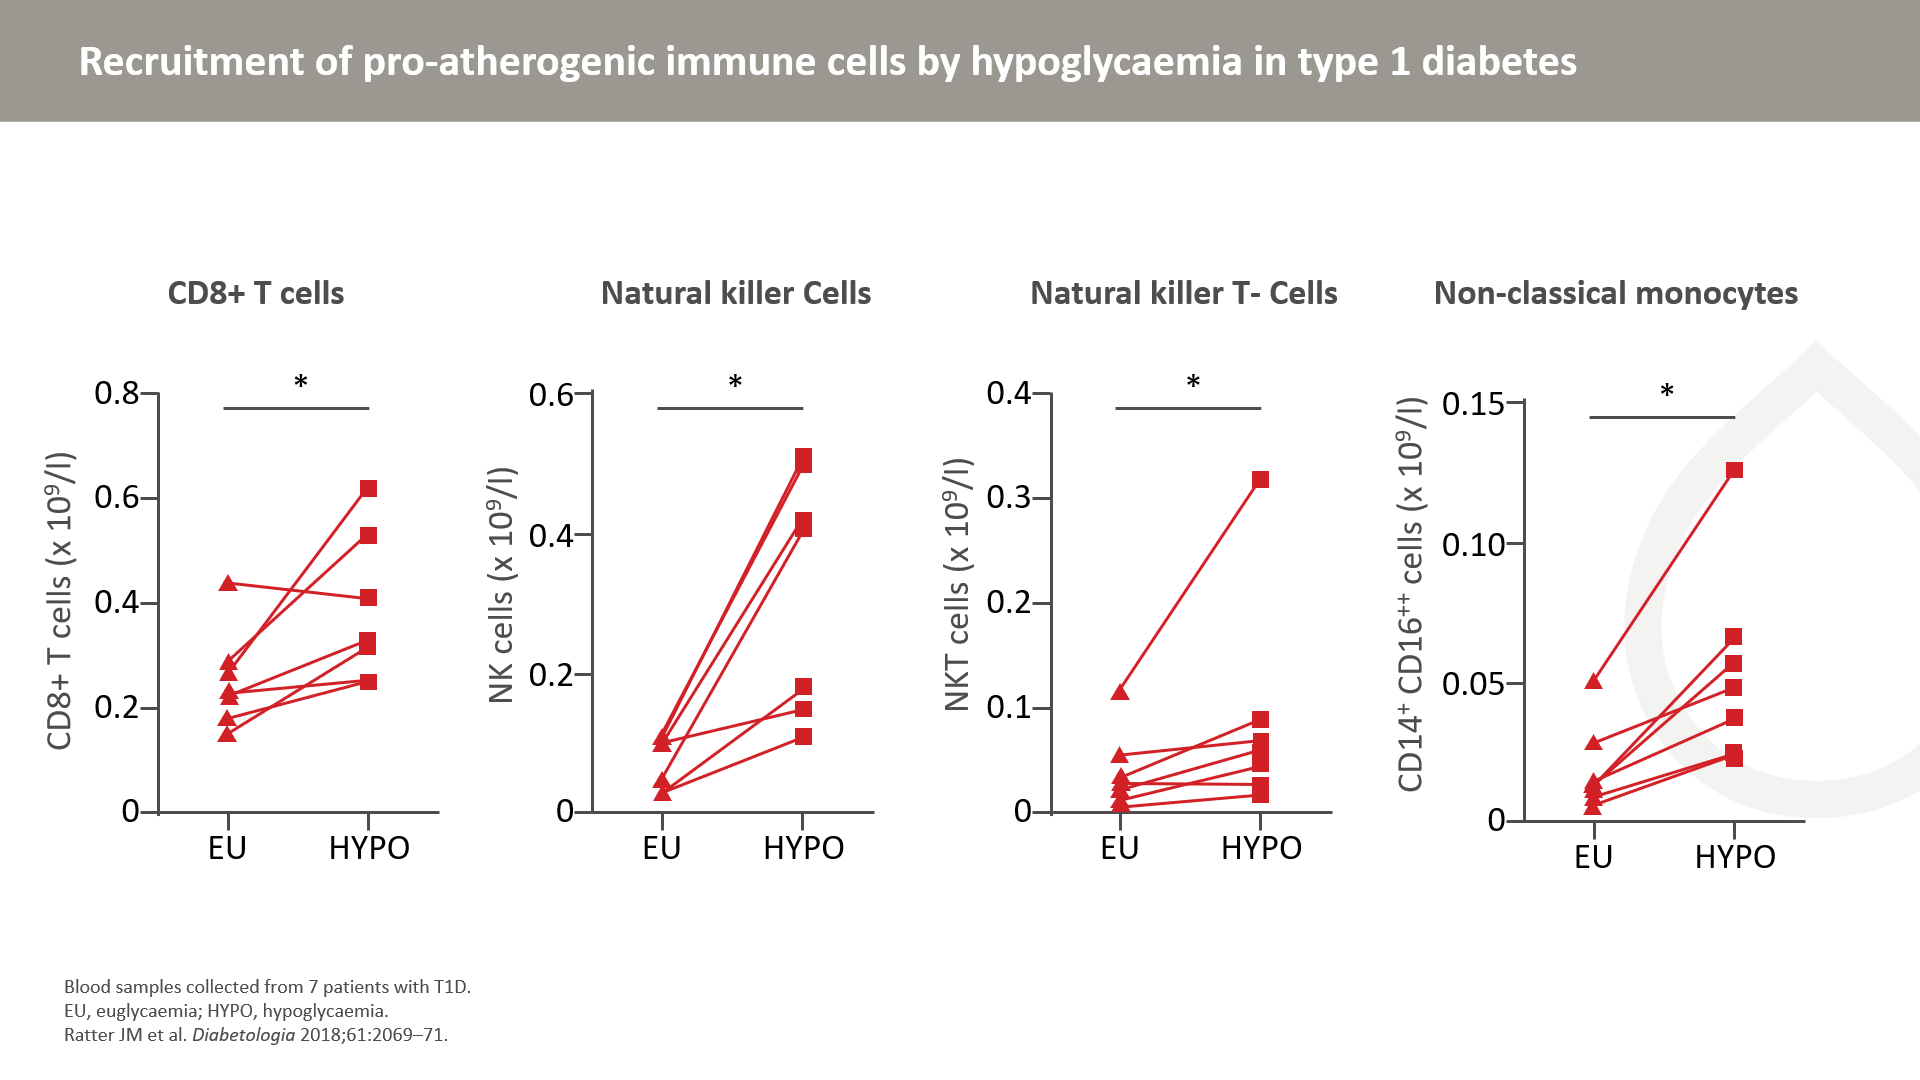 Recruitment of pro-atherogenic immune cells by hypoglycaemia in type 1 diabetes
CD8+ T cells
CD8+ T cells (x 10⁹/l)
0.8
0.6
0.4
0.2
0
*
EU
HYPO
Natural killer Cells
NK cells (x 10⁹/l)
0.6
0.4
0.2
0
*
EU
HYPO
Natural killer T- Cells
NKT cells (x 10⁹/l)
0.4
0.3
0.2
0.1
0
*
EU
HYPO
Non-classical monocytes
CD14⁺ CD16⁺⁺ cells (x 10⁹/l)
0.15
0.10
0.05
0
*
EU
HYPO
Blood samples collected from 7 patients with T1D.
EU, euglycaemia; HYPO, hypoglycaemia.
Ratter JM et al. Diabetologia 2018;61:2069–71.